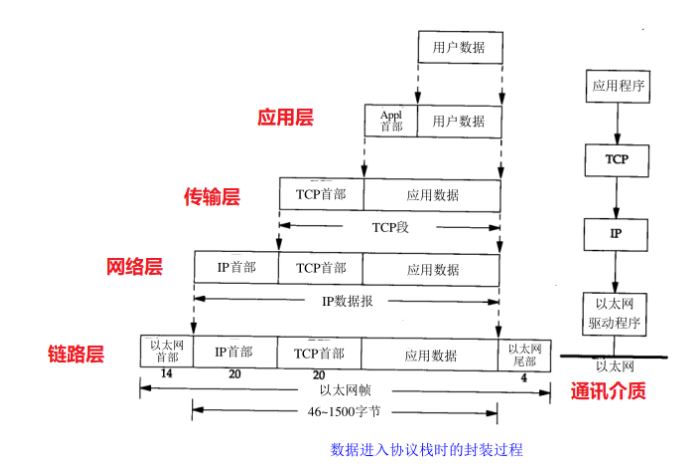 用户数据
应用程序
应用层
Appl
首部
用户数据
TCP
传输层
TCP首部
应用数据
TCP段
IP
网络层
IP首部
TCP首部
应用数据
IP数据报
以太网
驱动程序
链路层
以太网
首部
IP首部
TCP首部
应用数据
以太网
尾部
以太网
14
20
20
4
通讯介质
以太网帧
46~1500字节
数据进入协议栈时的封装过程